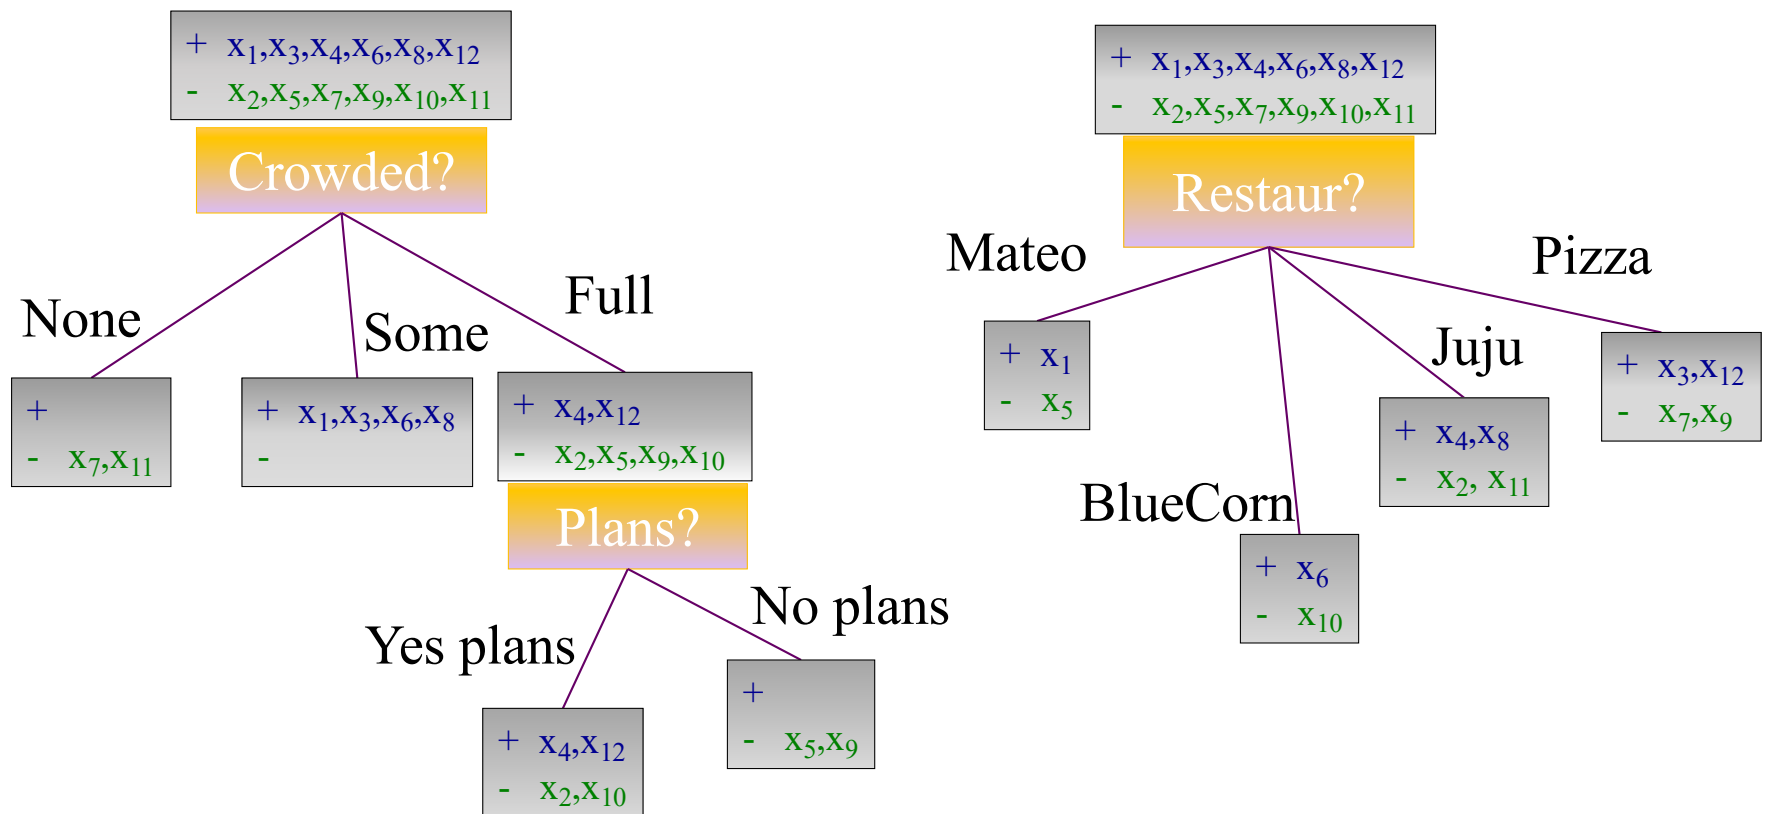 + x₁,x₃,x₄,x₆,x₈,x₁₂
- x₂,x₅,x₇,x₉,x₁₀,x₁₁
Crowded?
None
Some
Full
+
- x₇,x₁₁
+ x₁,x₃,x₆,x₈
-
+ x₄,x₁₂
- x₂,x₅,x₉,x₁₀
Plans?
Yes plans
No plans
+ x₄,x₁₂
- x₂,x₁₀
+
- x₅,x₉
+ x₁,x₃,x₄,x₆,x₈,x₁₂
- x₂,x₅,x₇,x₉,x₁₀,x₁₁
Restaur?
Mateo
BlueCorn
Juju
Pizza
+ x₁
- x₅
+ x₆
- x₁₀
+ x₄,x₈
- x₂, x₁₁
+ x₃,x₁₂
- x₇,x₉